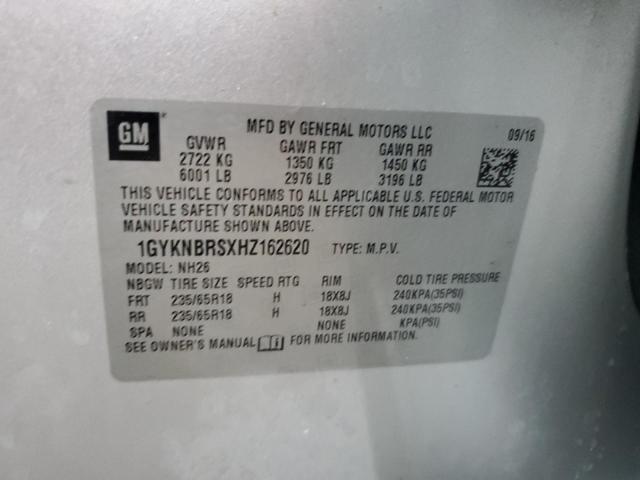 GM
MFD BY GENERAL MOTORS LLC 09/16
GVWR GAWR FRT GAWR RR
2722 KG 1350 KG 1450 KG
6001 LB 2976 LB 3196 LB
THIS VEHICLE CONFORMS TO ALL APPLICABLE U.S. FEDERAL MOTOR
VEHICLE SAFETY STANDARDS IN EFFECT ON THE DATE OF
MANUFACTURE SHOWN ABOVE.
1GYKNBRSXHZ162620 TYPE: M.P.V.
MODEL: NH26
NBGW TIRE SIZE SPEED RTG RIM COLD TIRE PRESSURE
FRT 235/65R18 H 18X8J 240KPA(35PSI)
RR 235/65R18 H 18X8J 240KPA(35PSI)
SPA NONE NONE KPA(PSI)
SEE OWNER'S MANUAL FOR MORE INFORMATION.